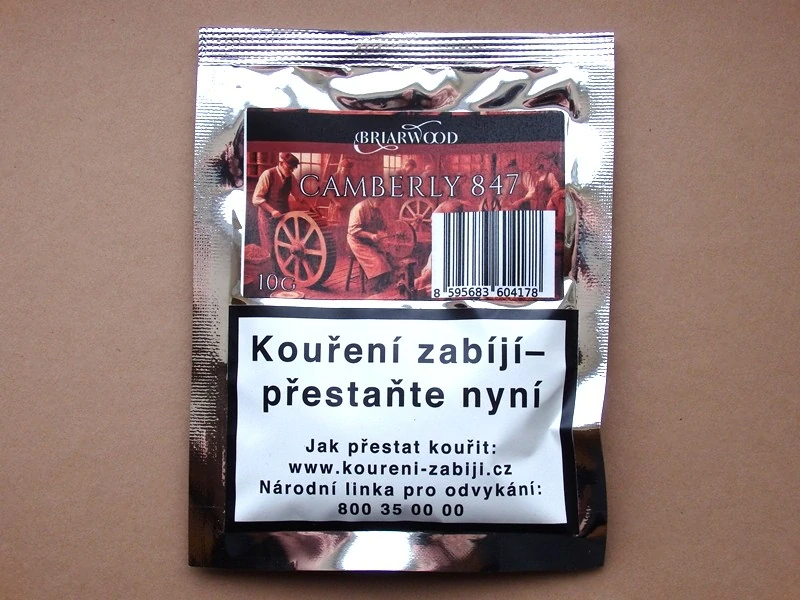 BRIARWOOD
CAMBERLY 847
10G
8 595683 604178
Kouření zabíjí–
přestaňte nyní
Jak přestat kouřit:
www.koureni-zabiji.cz
Národní linka pro odvykání:
800 35 00 00